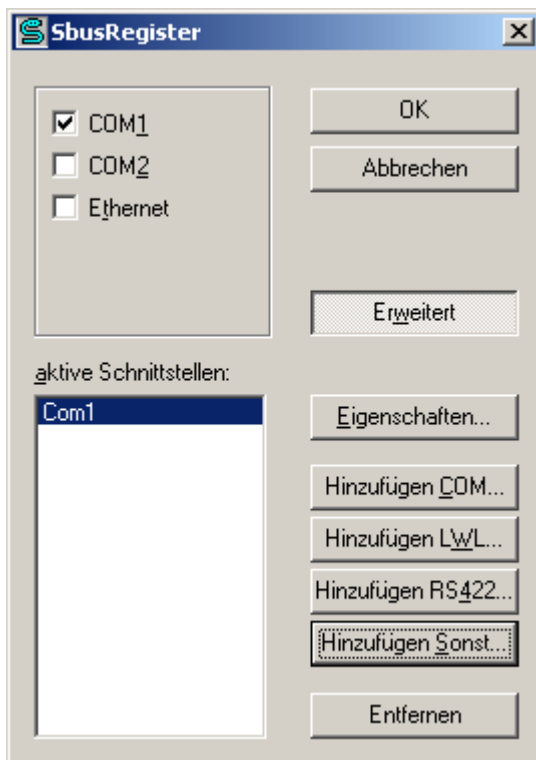 SbusRegister
COM1
COM2
Ethernet
OK
Abbrechen
Erweitert
aktive Schnittstellen:
Com1
Eigenschaften...
Hinzufügen COM...
Hinzufügen LWL...
Hinzufügen RS422...
Hinzufügen Sonst...
Entfernen